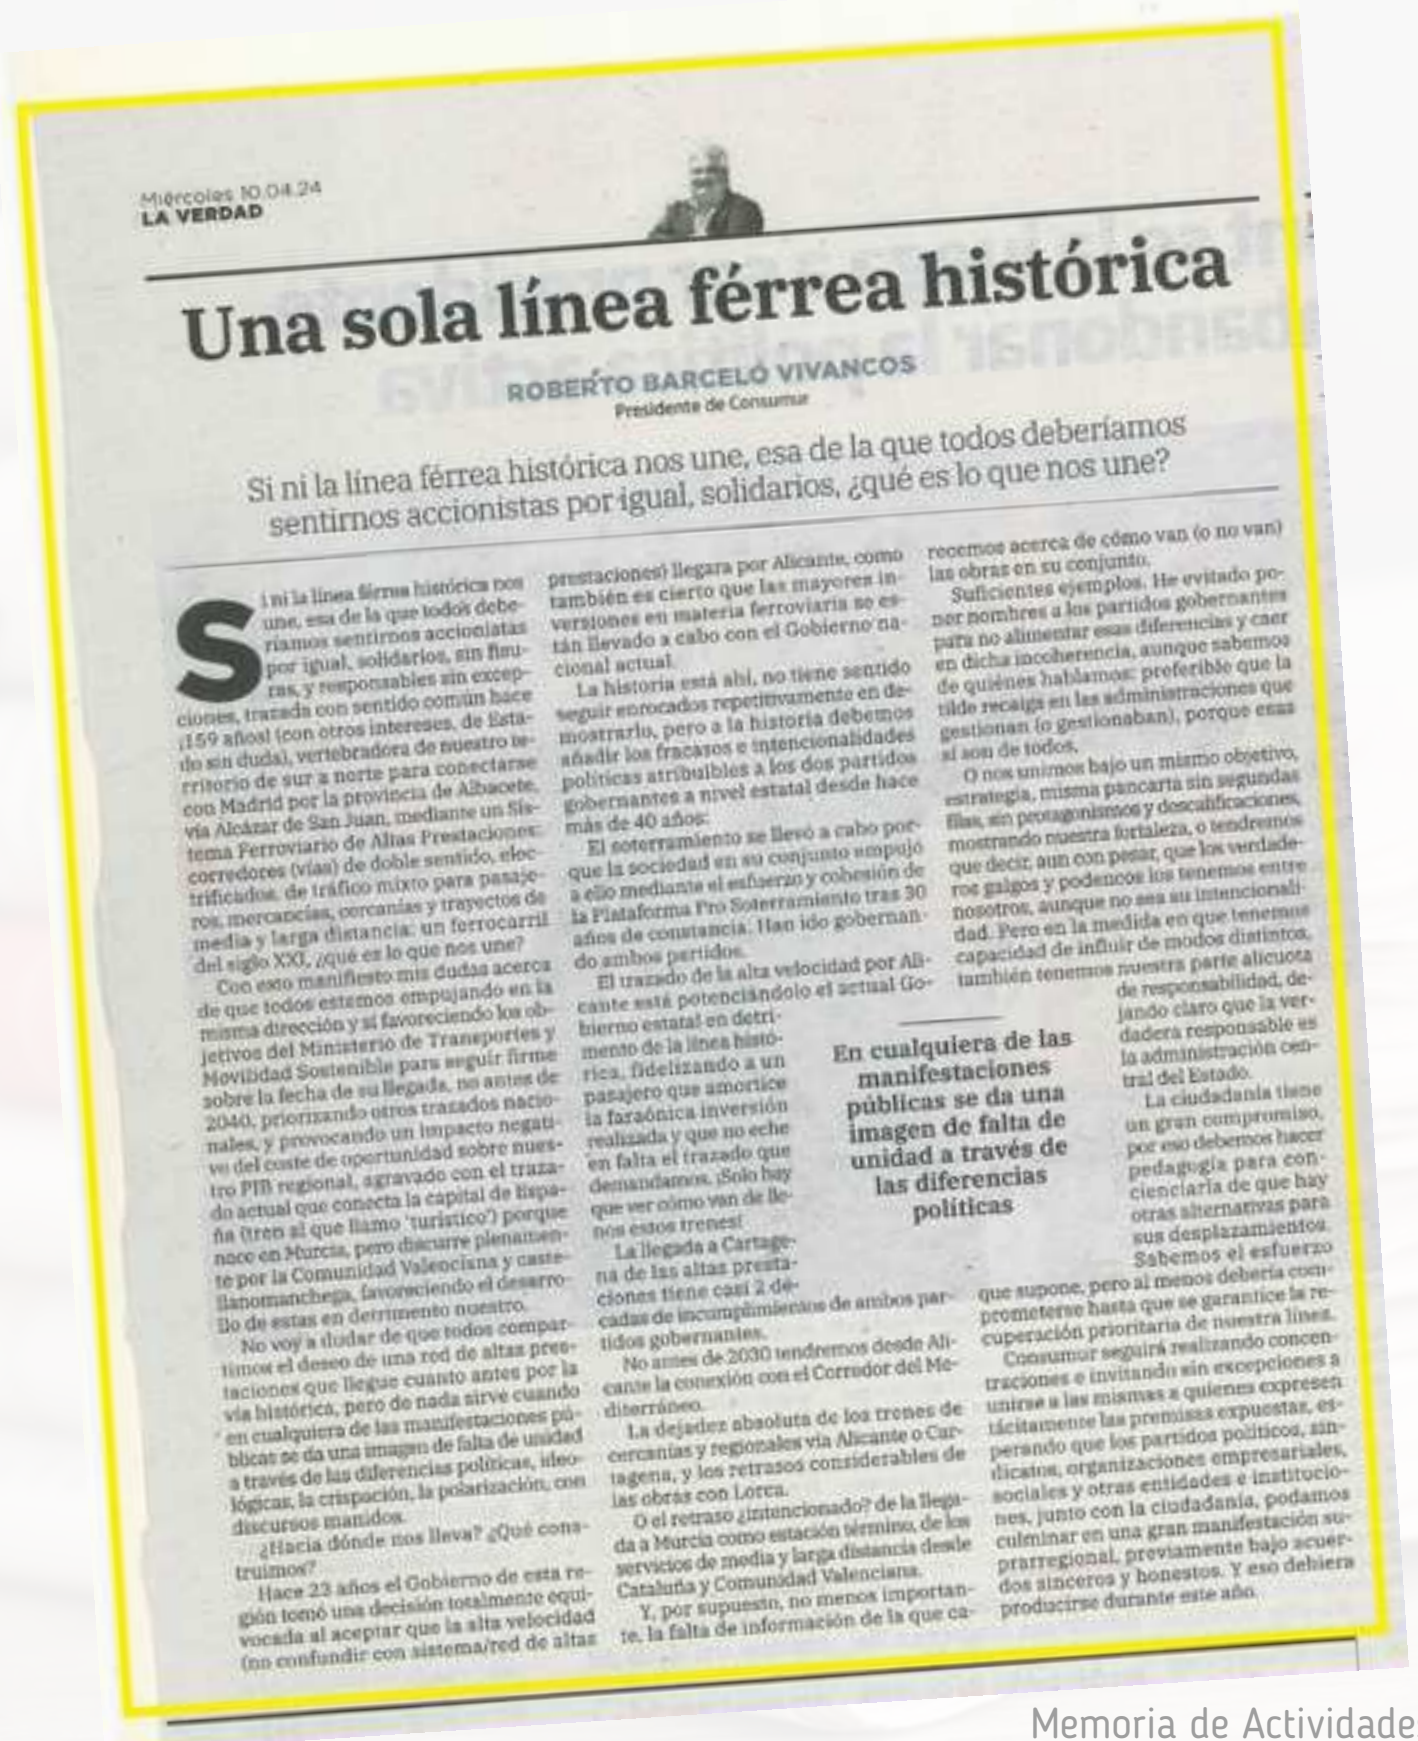 Miércoles 10.04.24
LA VERDAD
Una sola línea férrea histórica
ROBERTO BARCELÓ VIVANCOS
Presidente de Consumur
Si ni la línea férrea histórica nos une, esa de la que todos deberíamos
sentirnos accionistas por igual, solidarios, ¿qué es lo que nos une?
Si ni la línea férrea histórica nos
une, esa de la que todos debe-
ríamos sentirnos accionistas
por igual, solidarios, sin fisu-
ras, y responsables sin excep-
ciones, trazada con sentido común hace
¡159 años! (con otros intereses, de Esta-
do sin duda), vertebradora de nuestro te-
rritorio de sur a norte para conectarse
con Madrid por la provincia de Albacete,
vía Alcázar de San Juan, mediante un Sis-
tema Ferroviario de Altas Prestaciones:
corredores (vías) de doble sentido, elec-
trificados, de tráfico mixto para pasaje-
ros, mercancías, cercanías y trayectos de
media y larga distancia: un ferrocarril
del siglo XXI, ¿qué es lo que nos une?
Con esto manifiesto mis dudas acerca
de que todos estemos empujando en la
misma dirección y sí favoreciendo los ob-
jetivos del Ministerio de Transportes y
Movilidad Sostenible para seguir firme
sobre la fecha de su llegada, no antes de
2040, priorizando otros trazados nacio-
nales, y provocando un impacto negati-
vo del coste de oportunidad sobre nues-
tro PIB regional, agravado con el traza-
do actual que conecta la capital de Espa-
ña (tren al que llamo 'turístico') porque
nace en Murcia, pero discurre plenamen-
te por la Comunidad Valenciana y caste-
llanomanchega, favoreciendo el desarro-
llo de estas en detrimento nuestro.
No voy a dudar de que todos compar-
timos el deseo de una red de altas pres-
taciones que llegue cuanto antes por la
vía histórica, pero de nada sirve cuando
en cualquiera de las manifestaciones pú-
blicas se da una imagen de falta de unidad
a través de las diferencias políticas, ideo-
lógicas, la crispación, la polarización, con
discursos manidos.
¿Hacia dónde nos lleva? ¿Qué cons-
truimos?
Hace 23 años el Gobierno de esta re-
gión tomó una decisión totalmente equi-
vocada al aceptar que la alta velocidad
(no confundir con sistema/red de altas
prestaciones) llegara por Alicante, como
también es cierto que las mayores in-
versiones en materia ferroviaria se es-
tán llevado a cabo con el Gobierno na-
cional actual.
La historia está ahí, no tiene sentido
seguir enrocados repetitivamente en de-
mostrarlo, pero a la historia debemos
añadir los fracasos e intencionalidades
políticas atribuibles a los dos partidos
gobernantes a nivel estatal desde hace
más de 40 años:
El soterramiento se llevó a cabo por-
que la sociedad en su conjunto empujó
a ello mediante el esfuerzo y cohesión de
la Plataforma Pro Soterramiento tras 30
años de constancia. Han ido gobernan-
do ambos partidos.
El trazado de la alta velocidad por Ali-
cante está potenciándolo el actual Go-
bierno estatal en detri-
mento de la línea histó-
rica, fidelizando a un
pasajero que amortice
la faraónica inversión
realizada y que no eche
en falta el trazado que
demandamos. ¡Solo hay
que ver cómo van de lle-
nos estos trenes!
La llegada a Cartage-
na de las altas presta-
ciones tiene casi 2 dé-
cadas de incumplimientos de ambos par-
tidos gobernantes.
No antes de 2030 tendremos desde Ali-
cante la conexión con el Corredor del Me-
diterráneo.
La dejadez absoluta de los trenes de
cercanías y regionales vía Alicante o Car-
tagena, y los retrasos considerables de
las obras con Lorca.
O el retraso ¿intencionado? de la llega-
da a Murcia como estación término, de los
servicios de media y larga distancia desde
Cataluña y Comunidad Valenciana.
Y, por supuesto, no menos importan-
te, la falta de información de la que ca-
recemos acerca de cómo van (o no van)
las obras en su conjunto.
Suficientes ejemplos. He evitado po-
ner nombres a los partidos gobernantes
para no alimentar esas diferencias y caer
en dicha incoherencia, aunque sabemos
de quiénes hablamos: preferible que la
tilde recaiga en las administraciones que
gestionan (o gestionaban), porque esas
sí son de todos.
O nos unimos bajo un mismo objetivo,
estrategia, misma pancarta sin segundas
filas, sin protagonismos y descalificaciones,
mostrando nuestra fortaleza, o tendremos
que decir, aun con pesar, que los verdade-
ros galgos y podencos los tenemos entre
nosotros, aunque no sea su intencionali-
dad. Pero en la medida en que tenemos
capacidad de influir de modos distintos,
también tenemos nuestra parte alícuota
de responsabilidad, de-
jando claro que la ver-
dadera responsable es
la administración cen-
tral del Estado.
La ciudadanía tiene
un gran compromiso,
por eso debemos hacer
pedagogía para con-
cienciarla de que hay
otras alternativas para
sus desplazamientos.
Sabemos el esfuerzo
que supone, pero al menos debería com-
prometerse hasta que se garantice la re-
cuperación prioritaria de nuestra línea.
Consumur seguirá realizando concen-
traciones e invitando sin excepciones a
unirse a las mismas a quienes expresen
tácitamente las premisas expuestas, es-
perando que los partidos políticos, sin-
dicatos, organizaciones empresariales,
sociales y otras entidades e institucio-
nes, junto con la ciudadanía, podamos
culminar en una gran manifestación su-
prarregional, previamente bajo acuer-
dos sinceros y honestos. Y eso debiera
producirse durante este año.
En cualquiera de las
manifestaciones
públicas se da una
imagen de falta de
unidad a través de
las diferencias
políticas
Memoria de Actividade